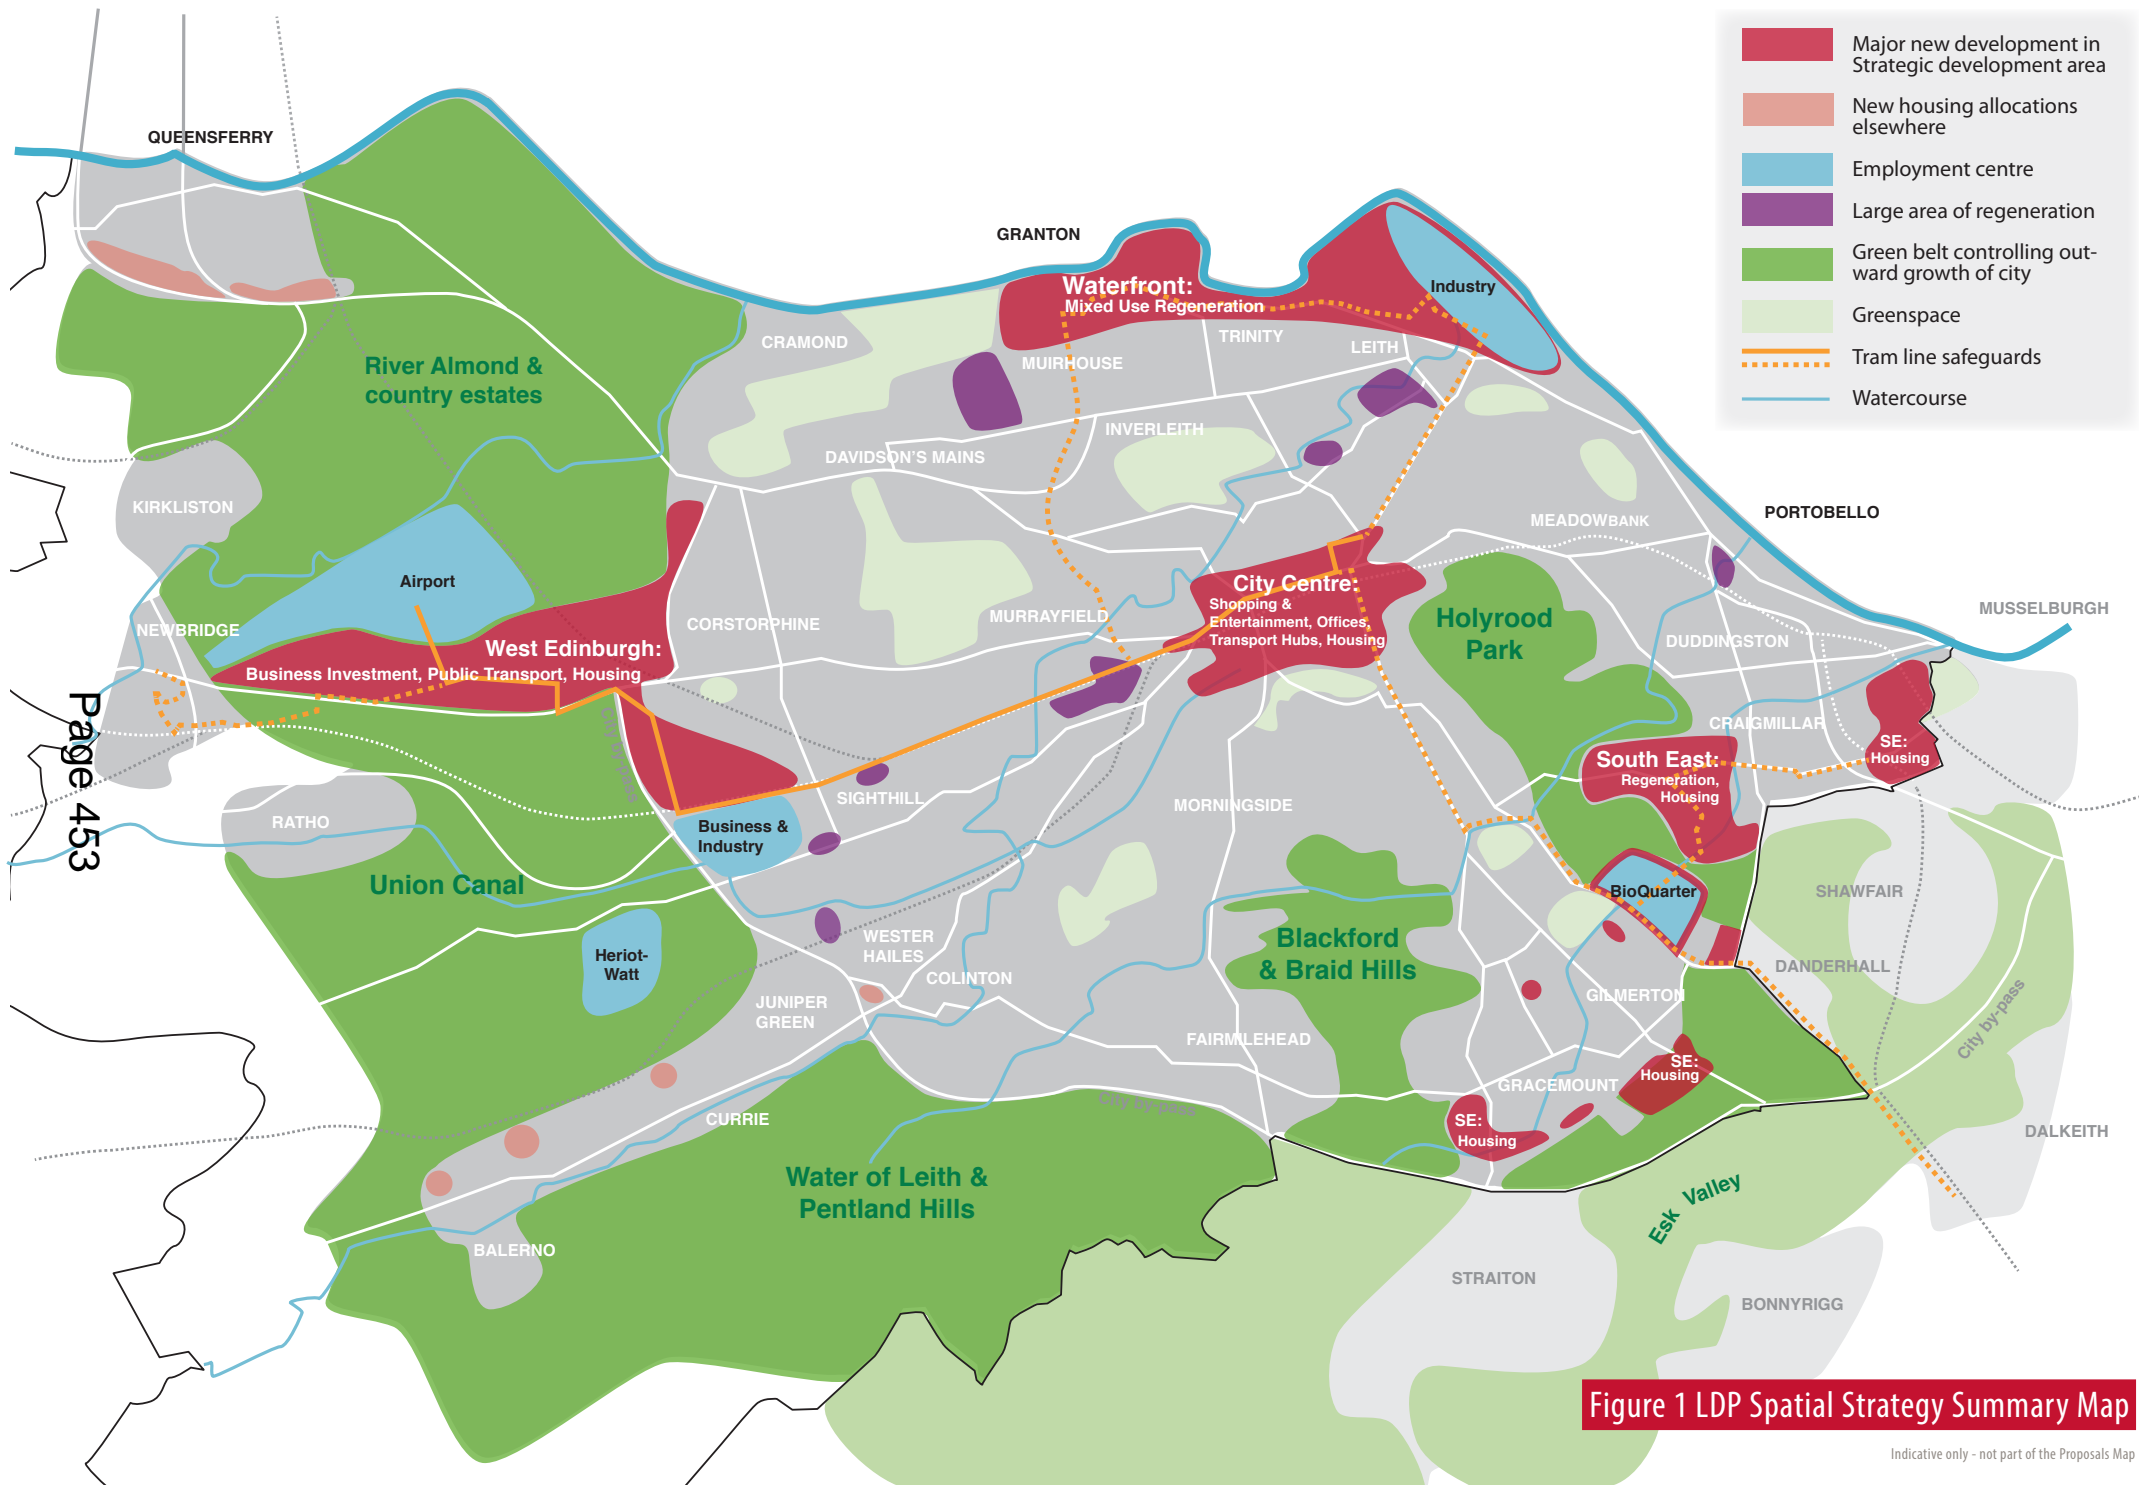 Major new development in
Strategic development area
New housing allocations
elsewhere
Employment centre
Large area of regeneration
Green belt controlling out-
ward growth of city
Greenspace
Tram line safeguards
Watercourse
QUEENSFERRY
GRANTON
Waterfront:
Mixed Use Regeneration
Industry
CRAMOND
TRINITY
LEITH
MUIRHOUSE
River Almond &
country estates
INVERLEITH
DAVIDSON'S MAINS
KIRKLISTON
MEADOWBANK
PORTOBELLO
Airport
City Centre:
Shopping &
Entertainment, Offices,
Transport Hubs, Housing
Holyrood
Park
MUSSELBURGH
NEWBRIDGE
CORSTORPHINE
MURRAYFIELD
DUDDINGSTON
West Edinburgh:
Business Investment, Public Transport, Housing
City by-pass
CRAIGMILLAR
SE:
Housing
South East:
Regeneration,
Housing
Page 453
SIGHTHILL
MORNINGSIDE
RATHO
Business &
Industry
Union Canal
BioQuarter
SHAWFAIR
Heriot-
Watt
WESTER
HAILES
COLINTON
Blackford
& Braid Hills
DANDERHALL
JUNIPER
GREEN
GILMERTON
City by-pass
FAIRMILEHEAD
SE:
Housing
GRACEMOUNT
City by-pass
CURRIE
SE:
Housing
DALKEITH
Water of Leith &
Pentland Hills
Esk Valley
BALERNO
STRAITON
BONNYRIGG
Figure 1 LDP Spatial Strategy Summary Map
Indicative only - not part of the Proposals Map